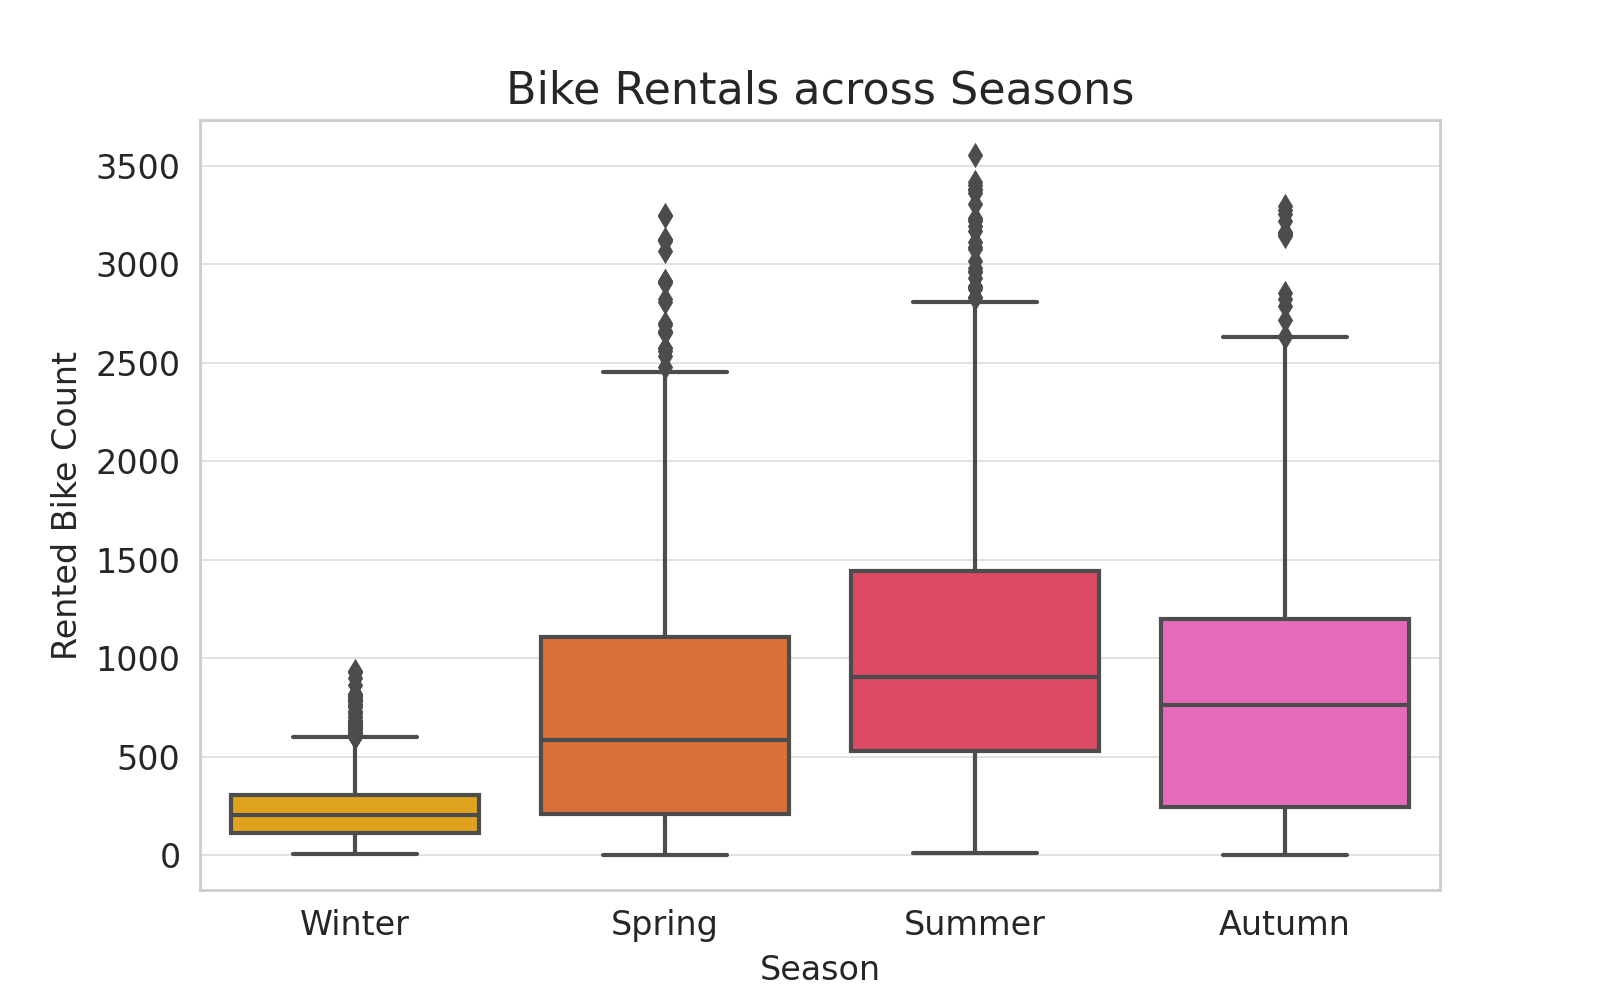 Bike Rentals across Seasons
Rented Bike Count
3500
3000
2500
2000
1500
1000
500
0
Winter Spring Summer Autumn
Season